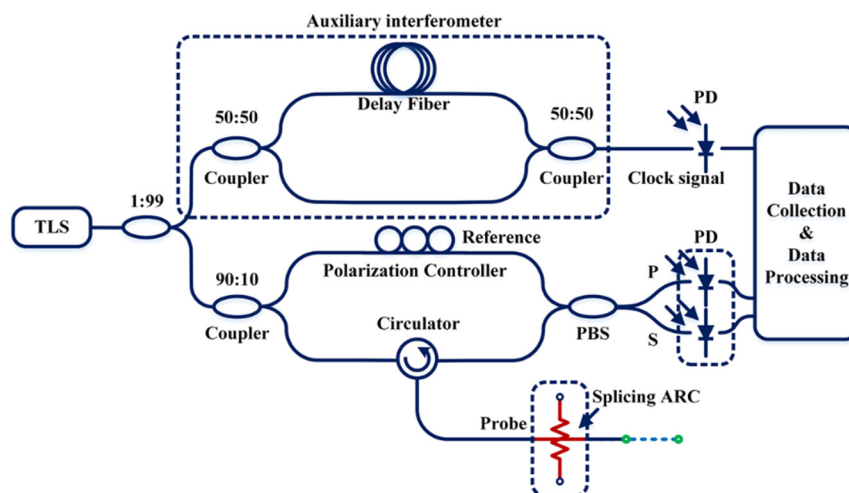 Auxiliary interferometer
Delay Fiber
50:50
Coupler
50:50
Coupler
PD
Clock signal
1:99
TLS
Data
Collection
&
Data
Processing
Reference
Polarization Controller
90:10
Coupler
Circulator
PBS
P
S
PD
Splicing ARC
Probe